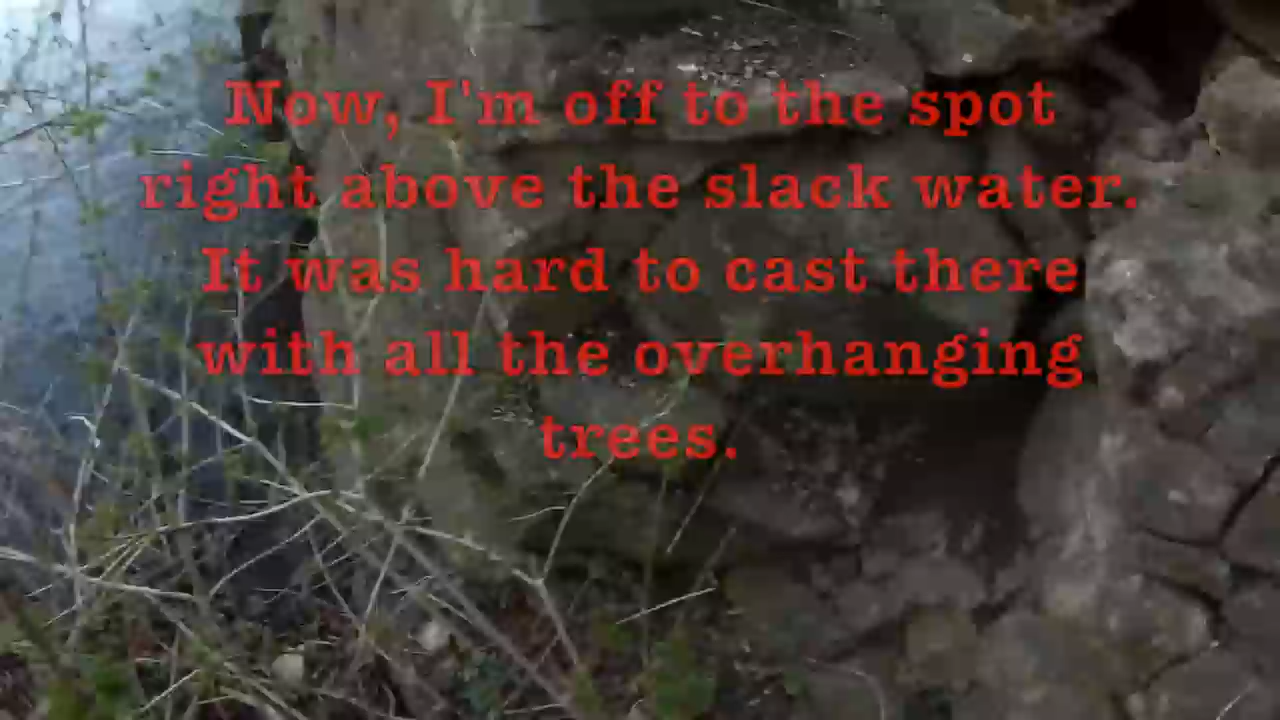 Now, I'm off to the spot
right above the slack water.
It was hard to cast there
with all the overhanging
trees.